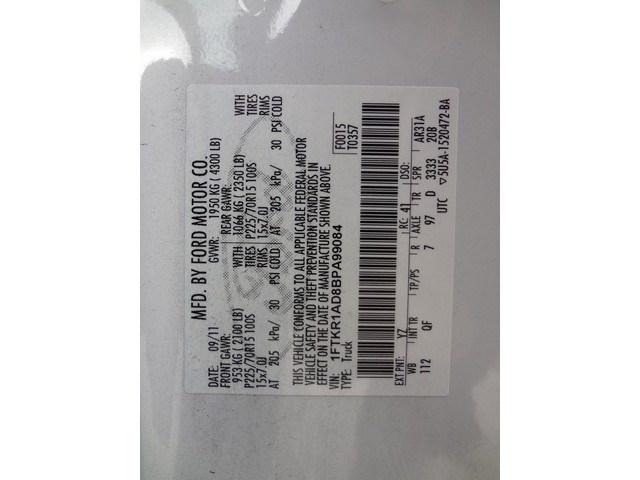 MFD. BY FORD MOTOR CO.
DATE: 09/11 GVWR: 1950 KG ( 4300 LB)
FRONT GAWR: REAR GAWR:
953 KG ( 2100 LB) WITH 1066 KG ( 2350 LB) WITH
P225/70R15 100S TIRES P225/70R15 100S TIRES
15x7.0J RIMS 15x7.0J RIMS
AT 205 kPa/ 30 PSI COLD AT 205 kPa/ 30 PSI COLD
THIS VEHICLE CONFORMS TO ALL APPLICABLE FEDERAL MOTOR
VEHICLE SAFETY AND THEFT PREVENTION STANDARDS IN
EFFECT ON THE DATE OF MANUFACTURE SHOWN ABOVE.
VIN: 1FTKR1AD8BPA99084 F0015
TYPE: Truck T0357
EXT PNT: YZ RC: 41 DSO:
WB INT TR TP/PS R AXLE TR SPR AR31A
112 QF 7 97 D 3333 20B
UTC ▽5U5A-1520472-BA